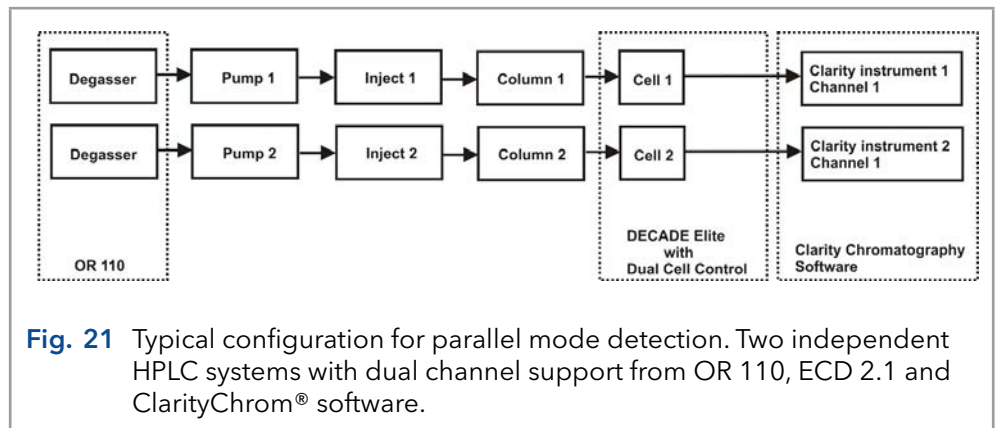 Degasser
Pump 1
Inject 1
Column 1
Cell 1
Clarity instrument 1
Channel 1
Degasser
Pump 2
Inject 2
Column 2
Cell 2
Clarity instrument 2
Channel 1
OR 110
DECADE Elite
with
Dual Cell Control
Clarity Chromatography
Software
Fig. 21 Typical configuration for parallel mode detection. Two independent
HPLC systems with dual channel support from OR 110, ECD 2.1 and
ClarityChrom® software.